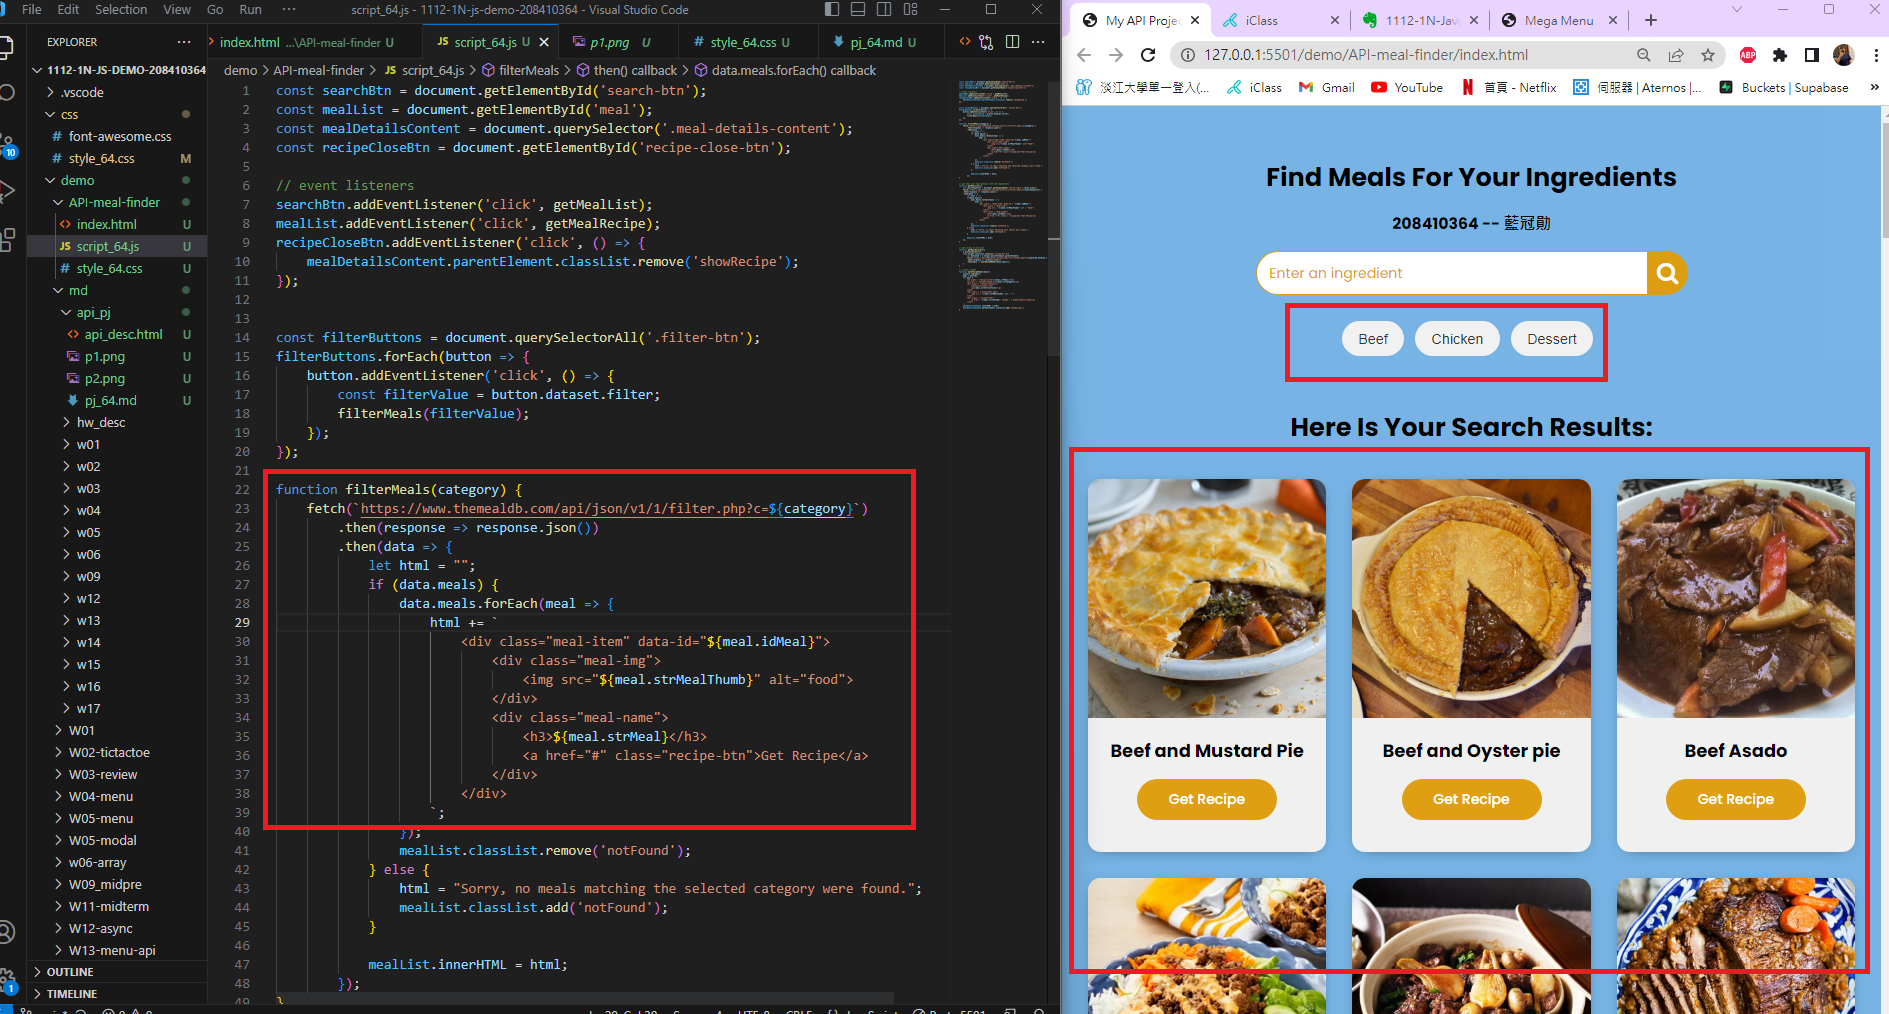 File Edit Selection View Go Run ··· script_64.js - 1112-1N-js-demo-208410364 - Visual Studio Code
EXPLORER ···
1112-1N-JS-DEMO-208410364
.vscode
css
# font-awesome.css
# style_64.css M
demo
API-meal-finder
<> index.html U
JS script_64.js U
# style_64.css U
md
api_pj
<> api_desc.html U
p1.png U
p2.png U
pj_64.md U
hw_desc
w01
w02
w03
w04
w05
w06
w09
w12
w13
w14
w15
w16
w17
W01
W02-tictactoe
W03-review
W04-menu
W05-menu
W05-modal
w06-array
W09_midpre
W11-midterm
W12-async
W13-menu-api
OUTLINE
TIMELINE
10
1
index.html ...\API-meal-finder U
JS script_64.js U
p1.png U
# style_64.css U
pj_64.md U
demo > API-meal-finder > JS script_64.js > filterMeals > then() callback > data.meals.forEach() callback
1 const searchBtn = document.getElementById('search-btn');
2 const mealList = document.getElementById('meal');
3 const mealDetailsContent = document.querySelector('.meal-details-content');
4 const recipeCloseBtn = document.getElementById('recipe-close-btn');
5
6 // event listeners
7 searchBtn.addEventListener('click', getMealList);
8 mealList.addEventListener('click', getMealRecipe);
9 recipeCloseBtn.addEventListener('click', () => {
10 mealDetailsContent.parentElement.classList.remove('showRecipe');
11 });
12
13
14 const filterButtons = document.querySelectorAll('.filter-btn');
15 filterButtons.forEach(button => {
16 button.addEventListener('click', () => {
17 const filterValue = button.dataset.filter;
18 filterMeals(filterValue);
19 });
20 });
21
22 function filterMeals(category) {
23 fetch(`https://www.themealdb.com/api/json/v1/1/filter.php?c=${category}`)
24 .then(response => response.json())
25 .then(data => {
26 let html = "";
27 if (data.meals) {
28 data.meals.forEach(meal => {
29 html += `
30 <div class="meal-item" data-id="${meal.idMeal}">
31 <div class="meal-img">
32 <img src="${meal.strMealThumb}" alt="food">
33 </div>
34 <div class="meal-name">
35 <h3>${meal.strMeal}</h3>
36 <a href="#" class="recipe-btn">Get Recipe</a>
37 </div>
38 </div>
39 `;
40 });
41 mealList.classList.remove('notFound');
42 } else {
43 html = "Sorry, no meals matching the selected category were found.";
44 mealList.classList.add('notFound');
45 }
46
47 mealList.innerHTML = html;
48 });
49 }
My API Projec
iClass
1112-1N-Jav
Mega Menu
127.0.0.1:5501/demo/API-meal-finder/index.html
ABP
淡江大學單一登入(...
iClass
Gmail
YouTube
首頁 - Netflix
伺服器 | Aternos |...
Buckets | Supabase
»
Find Meals For Your Ingredients
208410364 -- 藍冠勛
Enter an ingredient
Beef Chicken Dessert
Here Is Your Search Results:
Beef and Mustard Pie
Get Recipe
Beef and Oyster pie
Get Recipe
Beef Asado
Get Recipe